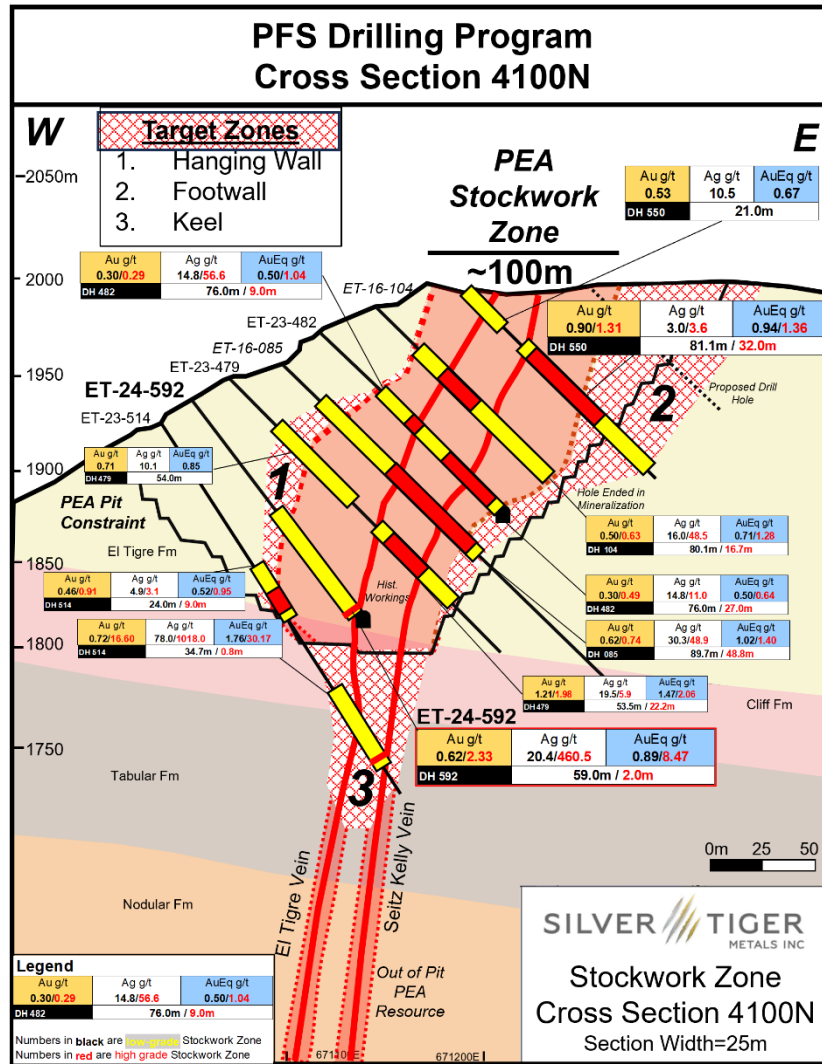 PFS Drilling Program
Cross Section 4100N
W
E
Target Zones
1. Hanging Wall
2. Footwall
3. Keel
PEA
Stockwork
Zone
~100m
2050m
2000
1950
1900
1850
1800
1750
Au g/t Ag g/t AuEq g/t
0.53 10.5 0.67
DH 550 21.0m
Au g/t Ag g/t AuEq g/t
0.30/0.29 14.8/56.6 0.50/1.04
DH 482 76.0m / 9.0m
ET-16-104
ET-23-482
ET-16-085
ET-23-479
ET-24-592
ET-23-514
Au g/t Ag g/t AuEq g/t
0.90/1.31 3.0/3.6 0.94/1.36
DH 550 81.1m / 32.0m
Proposed Drill
Hole
1
2
3
Au g/t Ag g/t AuEq g/t
0.71 10.1 0.85
DH 479 54.0m
PEA Pit
Constraint
El Tigre Fm
Hole Ended in
Mineralization
Au g/t Ag g/t AuEq g/t
0.50/0.63 16.0/48.5 0.71/1.28
DH 104 80.1m / 16.7m
Au g/t Ag g/t AuEq g/t
0.46/0.91 4.9/3.1 0.52/0.95
DH 514 24.0m / 9.0m
Hist.
Workings
Au g/t Ag g/t AuEq g/t
0.30/0.49 14.8/11.0 0.50/0.64
DH 482 76.0m / 27.0m
Au g/t Ag g/t AuEq g/t
0.72/16.60 78.0/1018.0 1.76/30.17
DH 514 34.7m / 0.8m
Au g/t Ag g/t AuEq g/t
0.62/0.74 30.3/48.9 1.02/1.40
DH 085 89.7m / 48.8m
Au g/t Ag g/t AuEq g/t
1.21/1.98 19.5/5.9 1.47/2.06
DH 479 53.5m / 22.2m
Cliff Fm
ET-24-592
Au g/t Ag g/t AuEq g/t
0.62/2.33 20.4/460.5 0.89/8.47
DH 592 59.0m / 2.0m
Tabular Fm
Nodular Fm
El Tigre Vein
Seitz Kelly Vein
Out of Pit
PEA
Resource
0m 25 50
SILVER TIGER
METALS INC
Stockwork Zone
Cross Section 4100N
Section Width=25m
Legend
Au g/t Ag g/t AuEq g/t
0.30/0.29 14.8/56.6 0.50/1.04
DH 482 76.0m / 9.0m
Numbers in black are low-grade Stockwork Zone
Numbers in red are high grade Stockwork Zone
671100E
671200E